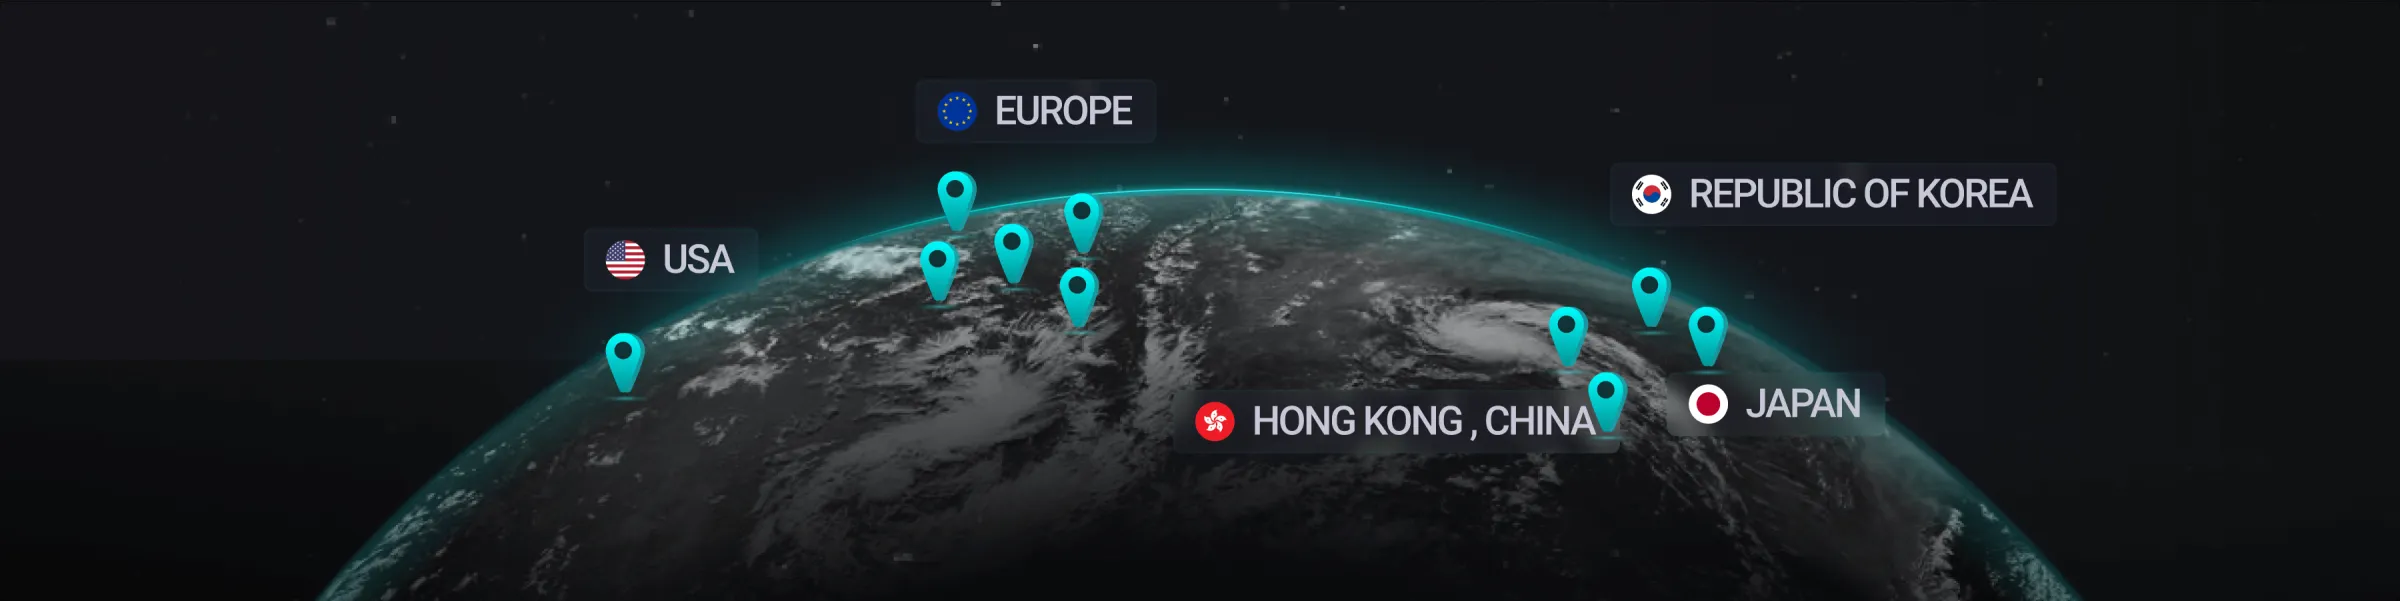 EUROPE
REPUBLIC OF KOREA
USA
JAPAN
HONG KONG , CHINA